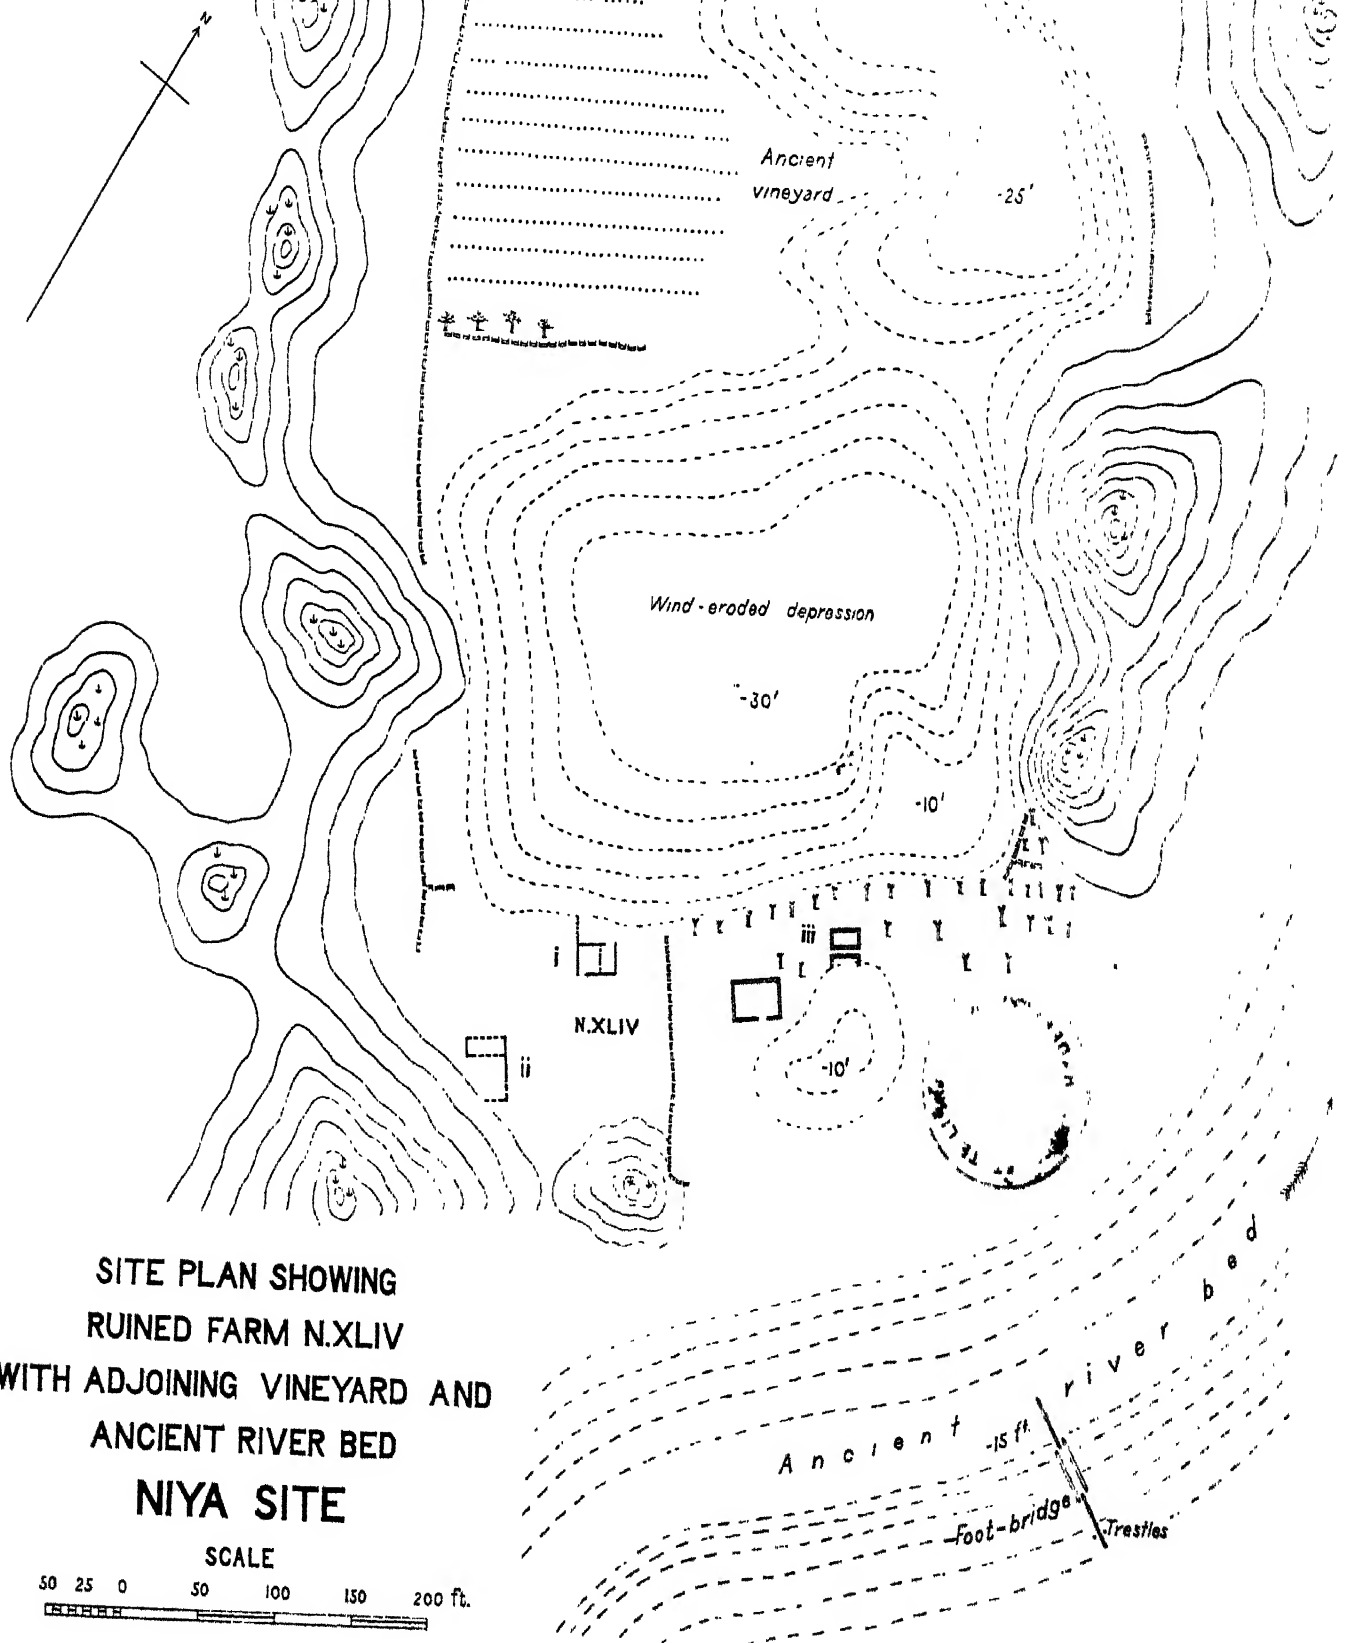 N
Ancient
vineyard
-25'
Wind-eroded depression
-30'
-10'
iii
i
N.XLIV
ii
-10'
Ancient river bed
-15 ft.
Foot-bridge
Trestles
SITE PLAN SHOWING
RUINED FARM N.XLIV
WITH ADJOINING VINEYARD AND
ANCIENT RIVER BED
NIYA SITE
SCALE
50 25 0 50 100 150 200 ft.